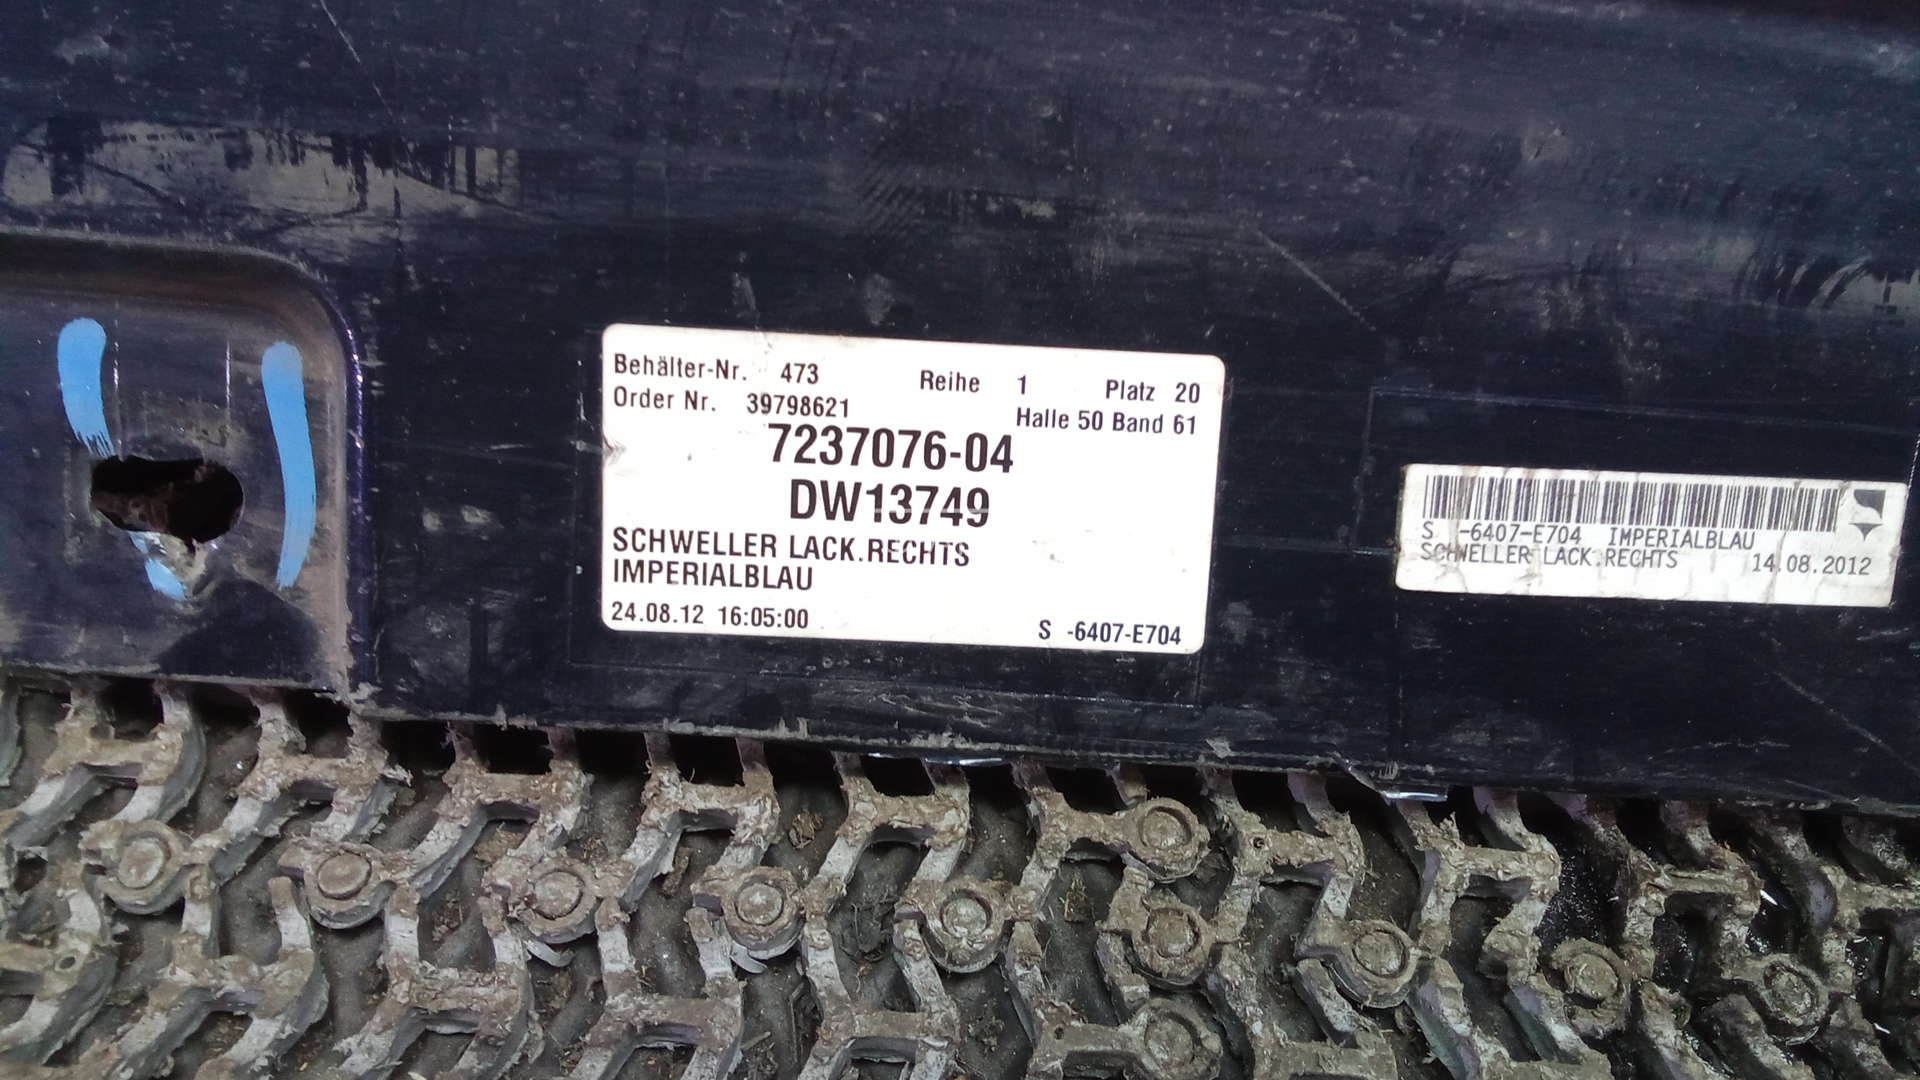 Behälter-Nr. 473 Reihe 1 Platz 20
Order Nr. 39798621 Halle 50 Band 61
7237076-04
DW13749
SCHWELLER LACK.RECHTS
IMPERIALBLAU
24.08.12 16:05:00 S -6407-E704
S -6407-E704 IMPERIALBLAU
SCHWELLER LACK.RECHTS 14.08.2012